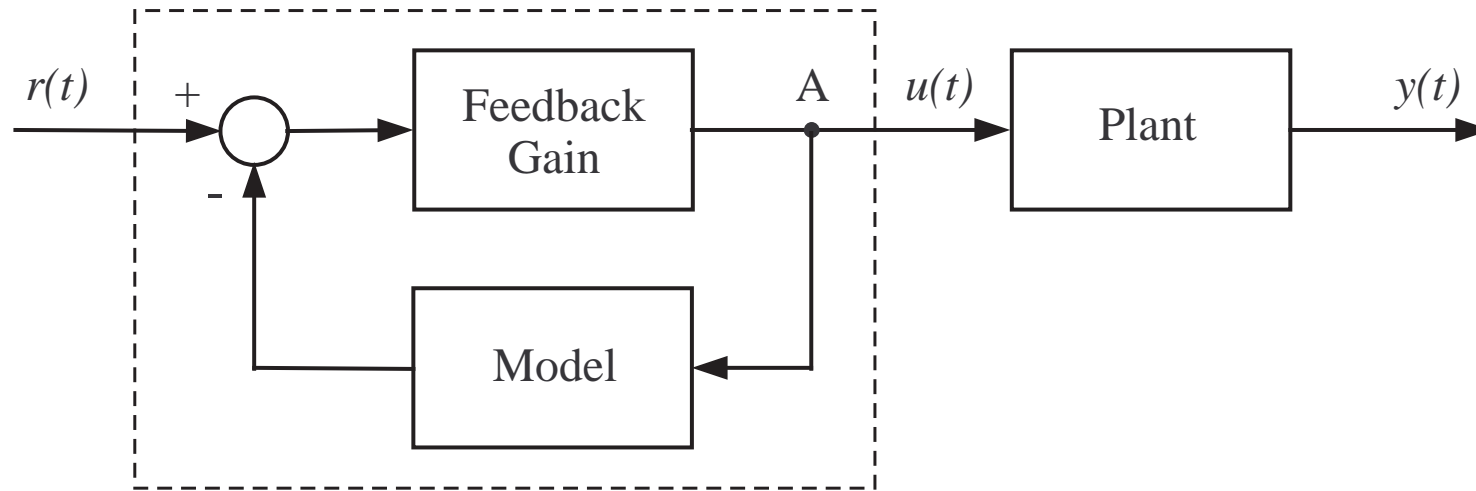 r(t)
+
-
Feedback
Gain
A
u(t)
Plant
y(t)
Model